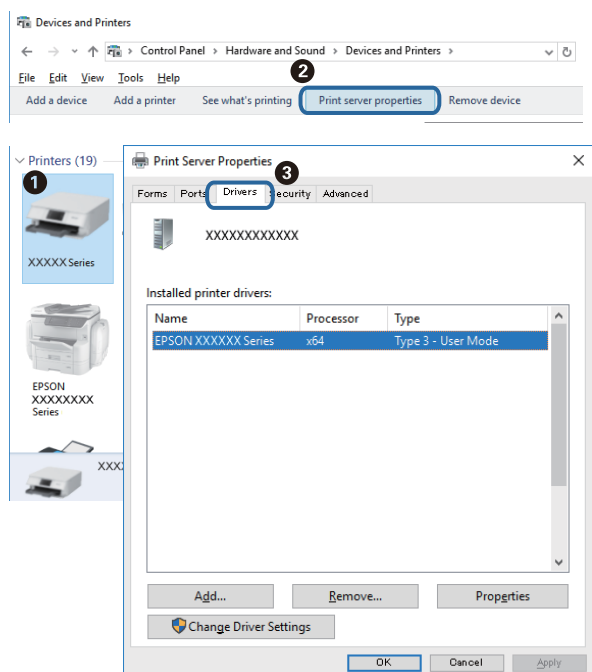 Devices and Printers
Control Panel > Hardware and Sound > Devices and Printers >
2
File Edit View Tools Help
Add a device Add a printer See what's printing Print server properties Remove device
Printers (19)
1
XXXXX Series
EPSON
XXXXXXXX
Series
XXX
Print Server Properties
3
Forms Ports Drivers Security Advanced
XXXXXXXXXXXX
Installed printer drivers:
Name Processor Type
EPSON XXXXXX Series x64 Type 3 - User Mode
Add... Remove... Properties
Change Driver Settings
OK Cancel Apply